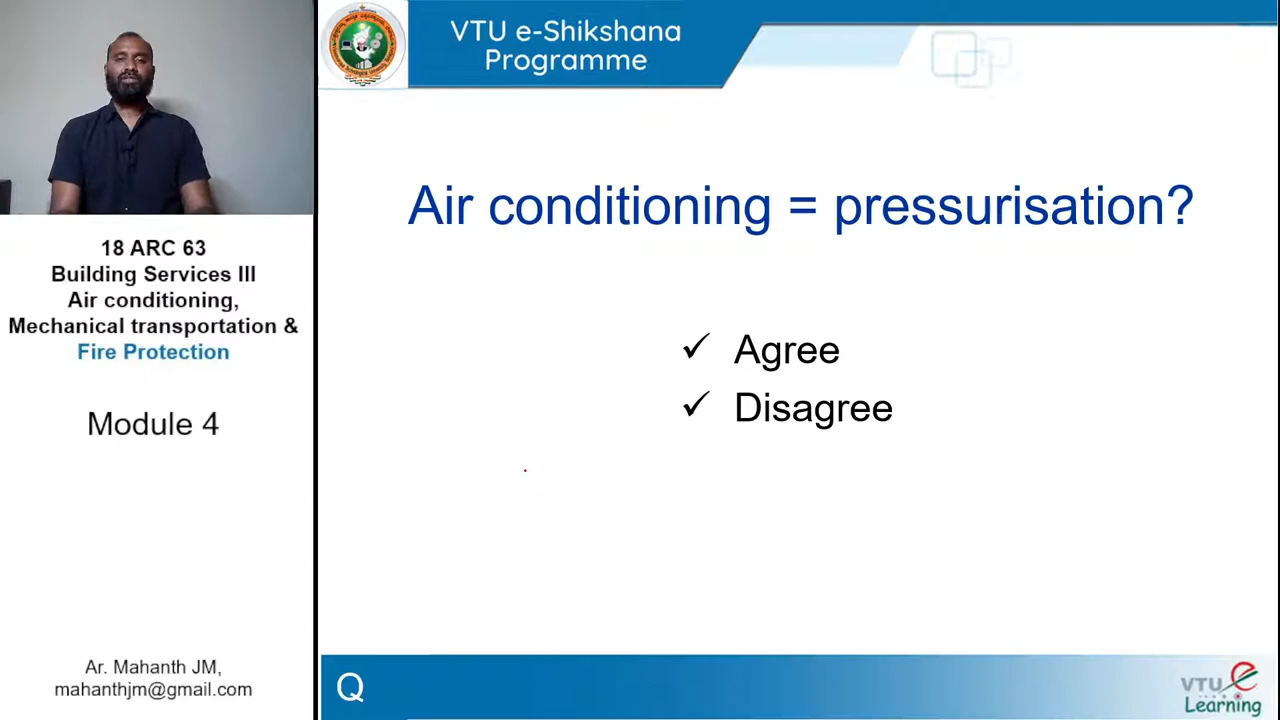 VTU e-Shikshana
Programme
Air conditioning = pressurisation?
✓ Agree
✓ Disagree
18 ARC 63
Building Services III
Air conditioning,
Mechanical transportation &
Fire Protection
Module 4
Ar. Mahanth JM,
mahanthjm@gmail.com
Q
VTU e
Learning